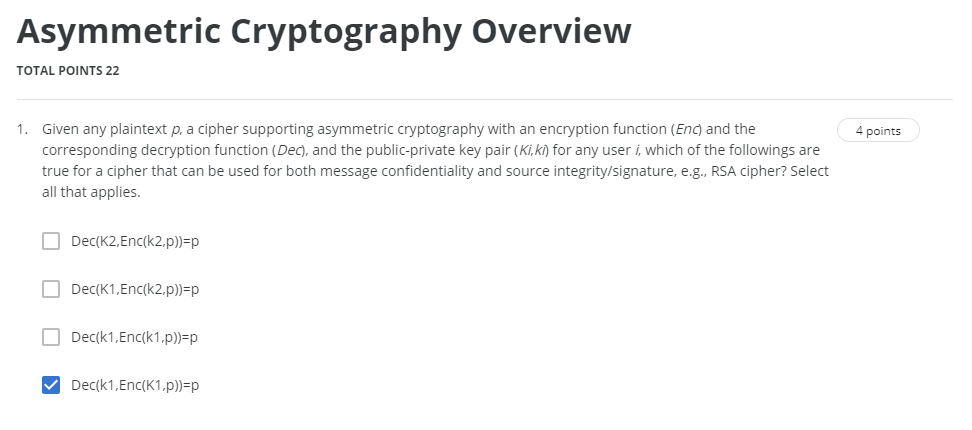 Asymmetric Cryptography Overview
TOTAL POINTS 22
1. Given any plaintext p, a cipher supporting asymmetric cryptography with an encryption function (Enc) and the
4 points
corresponding decryption function (Dec), and the public-private key pair (Ki,ki) for any user i, which of the followings are
true for a cipher that can be used for both message confidentiality and source integrity/signature, e.g., RSA cipher? Select
all that applies.
Dec(K2,Enc(k2,p))=p
Dec(K1,Enc(k2,p))=p
Dec(k1,Enc(k1,p))=p
Dec(k1,Enc(K1,p))=p